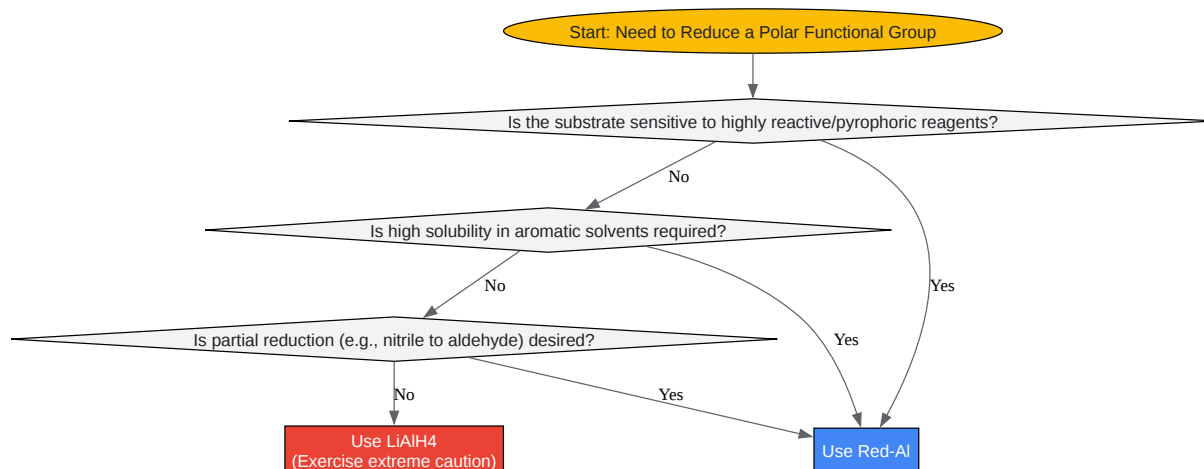 Start: Need to Reduce a Polar Functional Group
Is the substrate sensitive to highly reactive/pyrophoric reagents?
No
Is high solubility in aromatic solvents required?
Yes
No
Is partial reduction (e.g., nitrile to aldehyde) desired?
Yes
No
Yes
Use LiAlH4
(Exercise extreme caution)
Use Red-Al